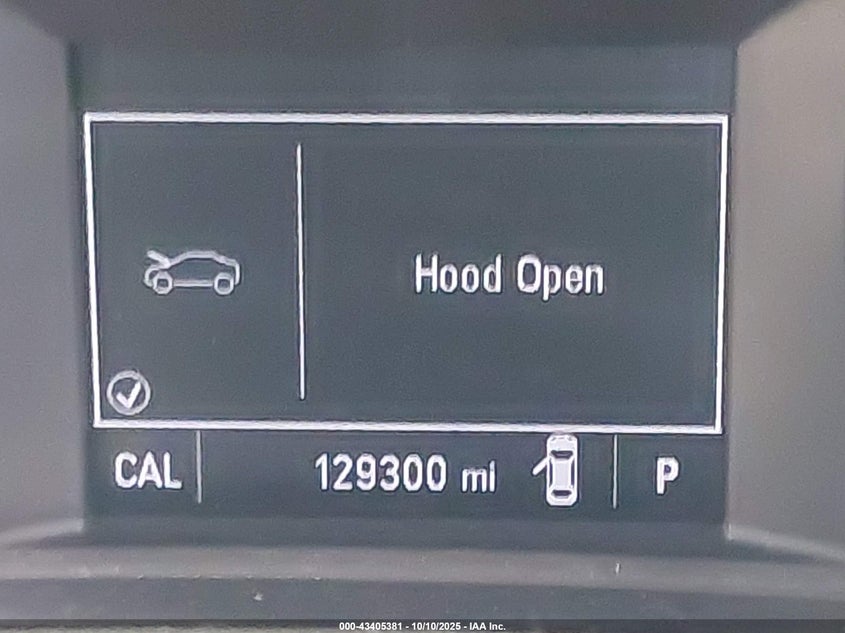 Hood Open
CAL
129300 mi
P
000-43405381 - 10/10/2025 - IAA Inc.